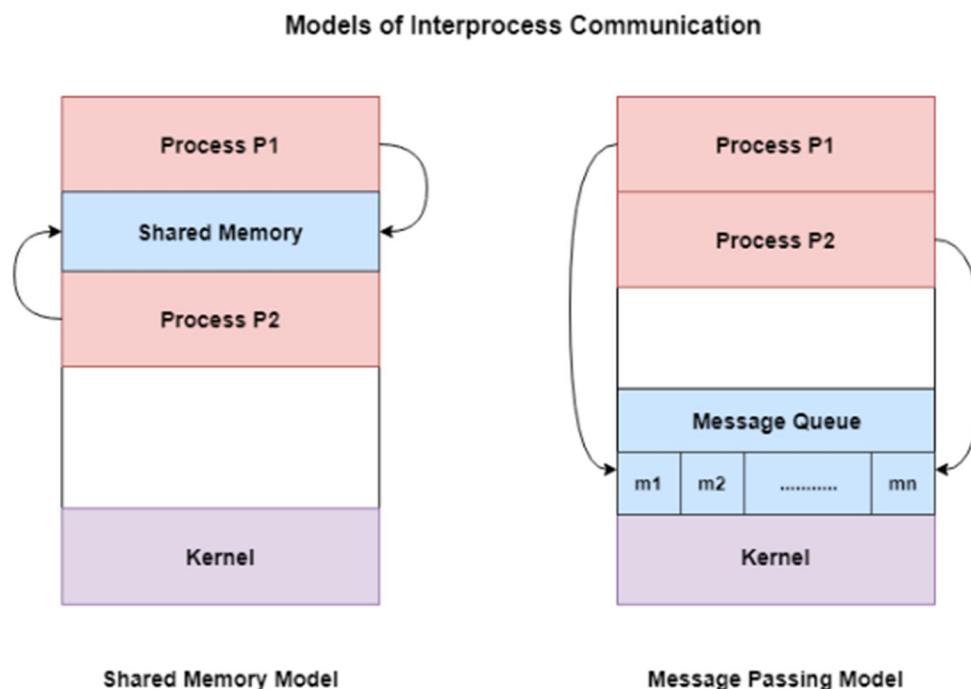 Models of Interprocess Communication
Process P1
Shared Memory
Process P2
Kernel
Shared Memory Model
Process P1
Process P2
Message Queue
m1 m2 ........... mn
Kernel
Message Passing Model